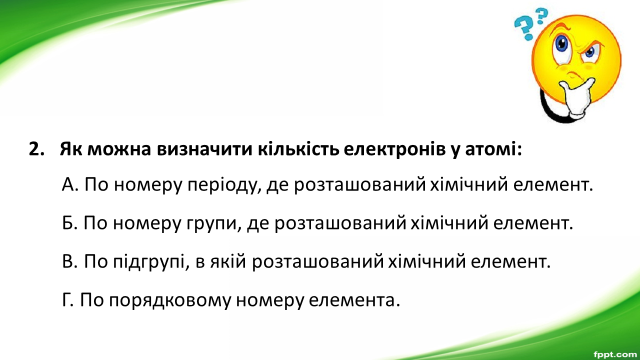 ??
2. Як можна визначити кількість електронів у атомі:
А. По номеру періоду, де розташований хімічний елемент.
Б. По номеру групи, де розташований хімічний елемент.
В. По підгрупі, в якій розташований хімічний елемент.
Г. По порядковому номеру елемента.
fppt.com